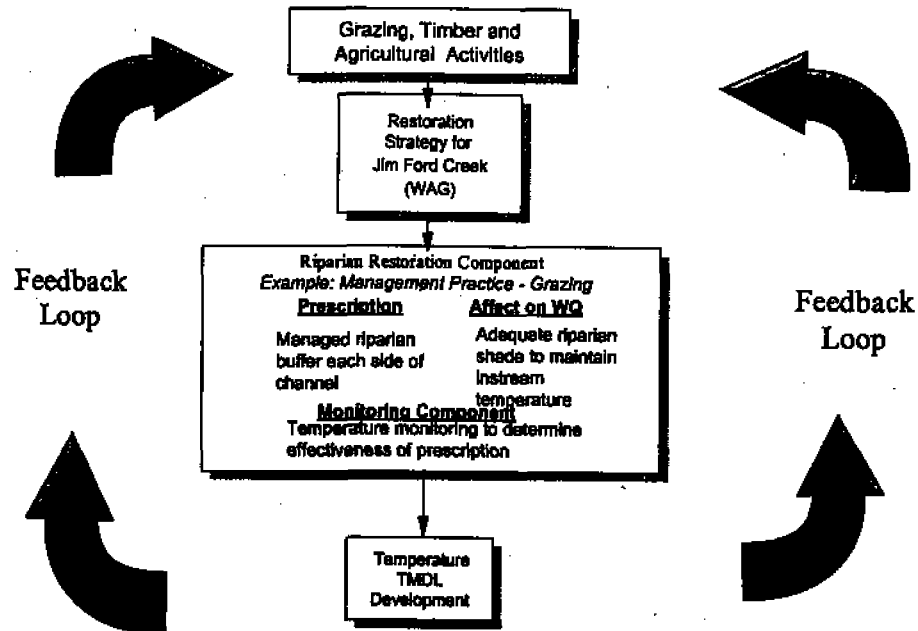 Grazing, Timber and
Agricultural Activities
Restoration
Strategy for
Jim Ford Creek
(WAG)
Feedback
Loop
Riparian Restoration Component
Example: Management Practice - Grazing
Prescription
Managed riparian
buffer each side of
channel
Affect on WQ
Adequate riparian
shade to maintain
instream
temperature
Monitoring Component
Temperature monitoring to determine
effectiveness of prescription
Feedback
Loop
Temperature
TMDL
Development